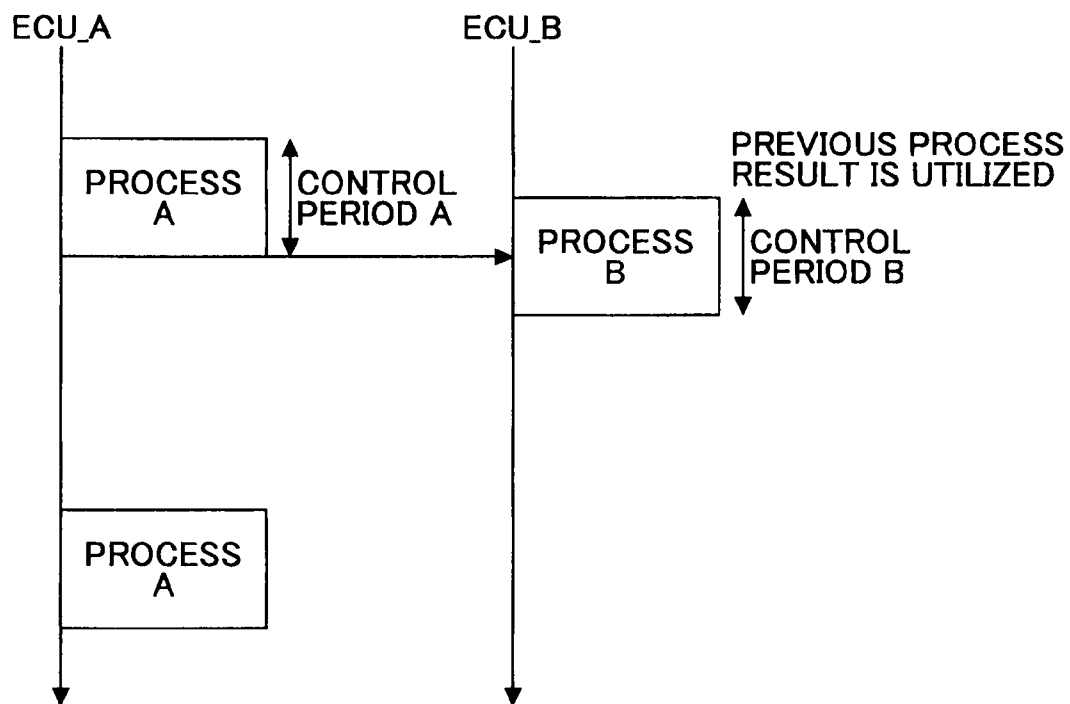 ECU_A
ECU_B
PROCESS
A
CONTROL
PERIOD A
PREVIOUS PROCESS
RESULT IS UTILIZED
PROCESS
B
CONTROL
PERIOD B
PROCESS
A